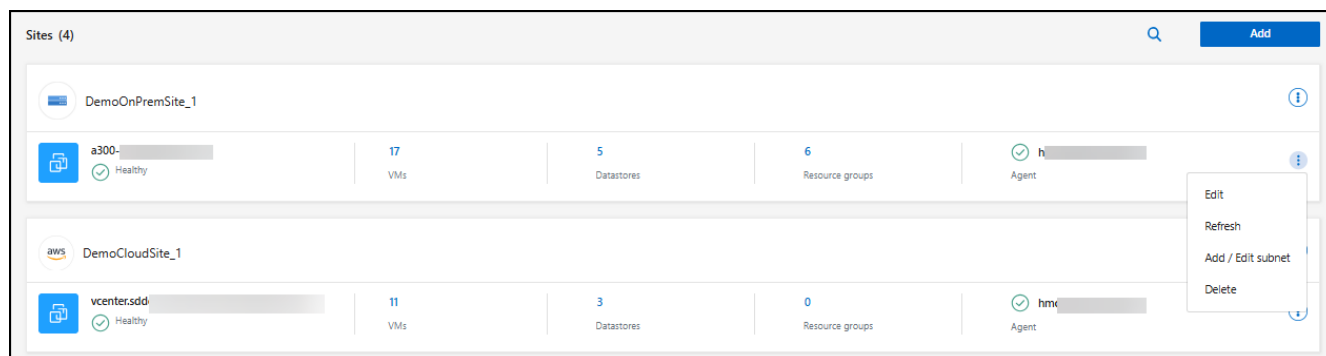 Sites (4)
Add
DemoOnPremSite_1
a300-
Healthy
17
VMs
5
Datastores
6
Resource groups
h
Agent
Edit
Refresh
Add / Edit subnet
Delete
aws
DemoCloudSite_1
vcenter.sdd
Healthy
11
VMs
3
Datastores
0
Resource groups
hm
Agent